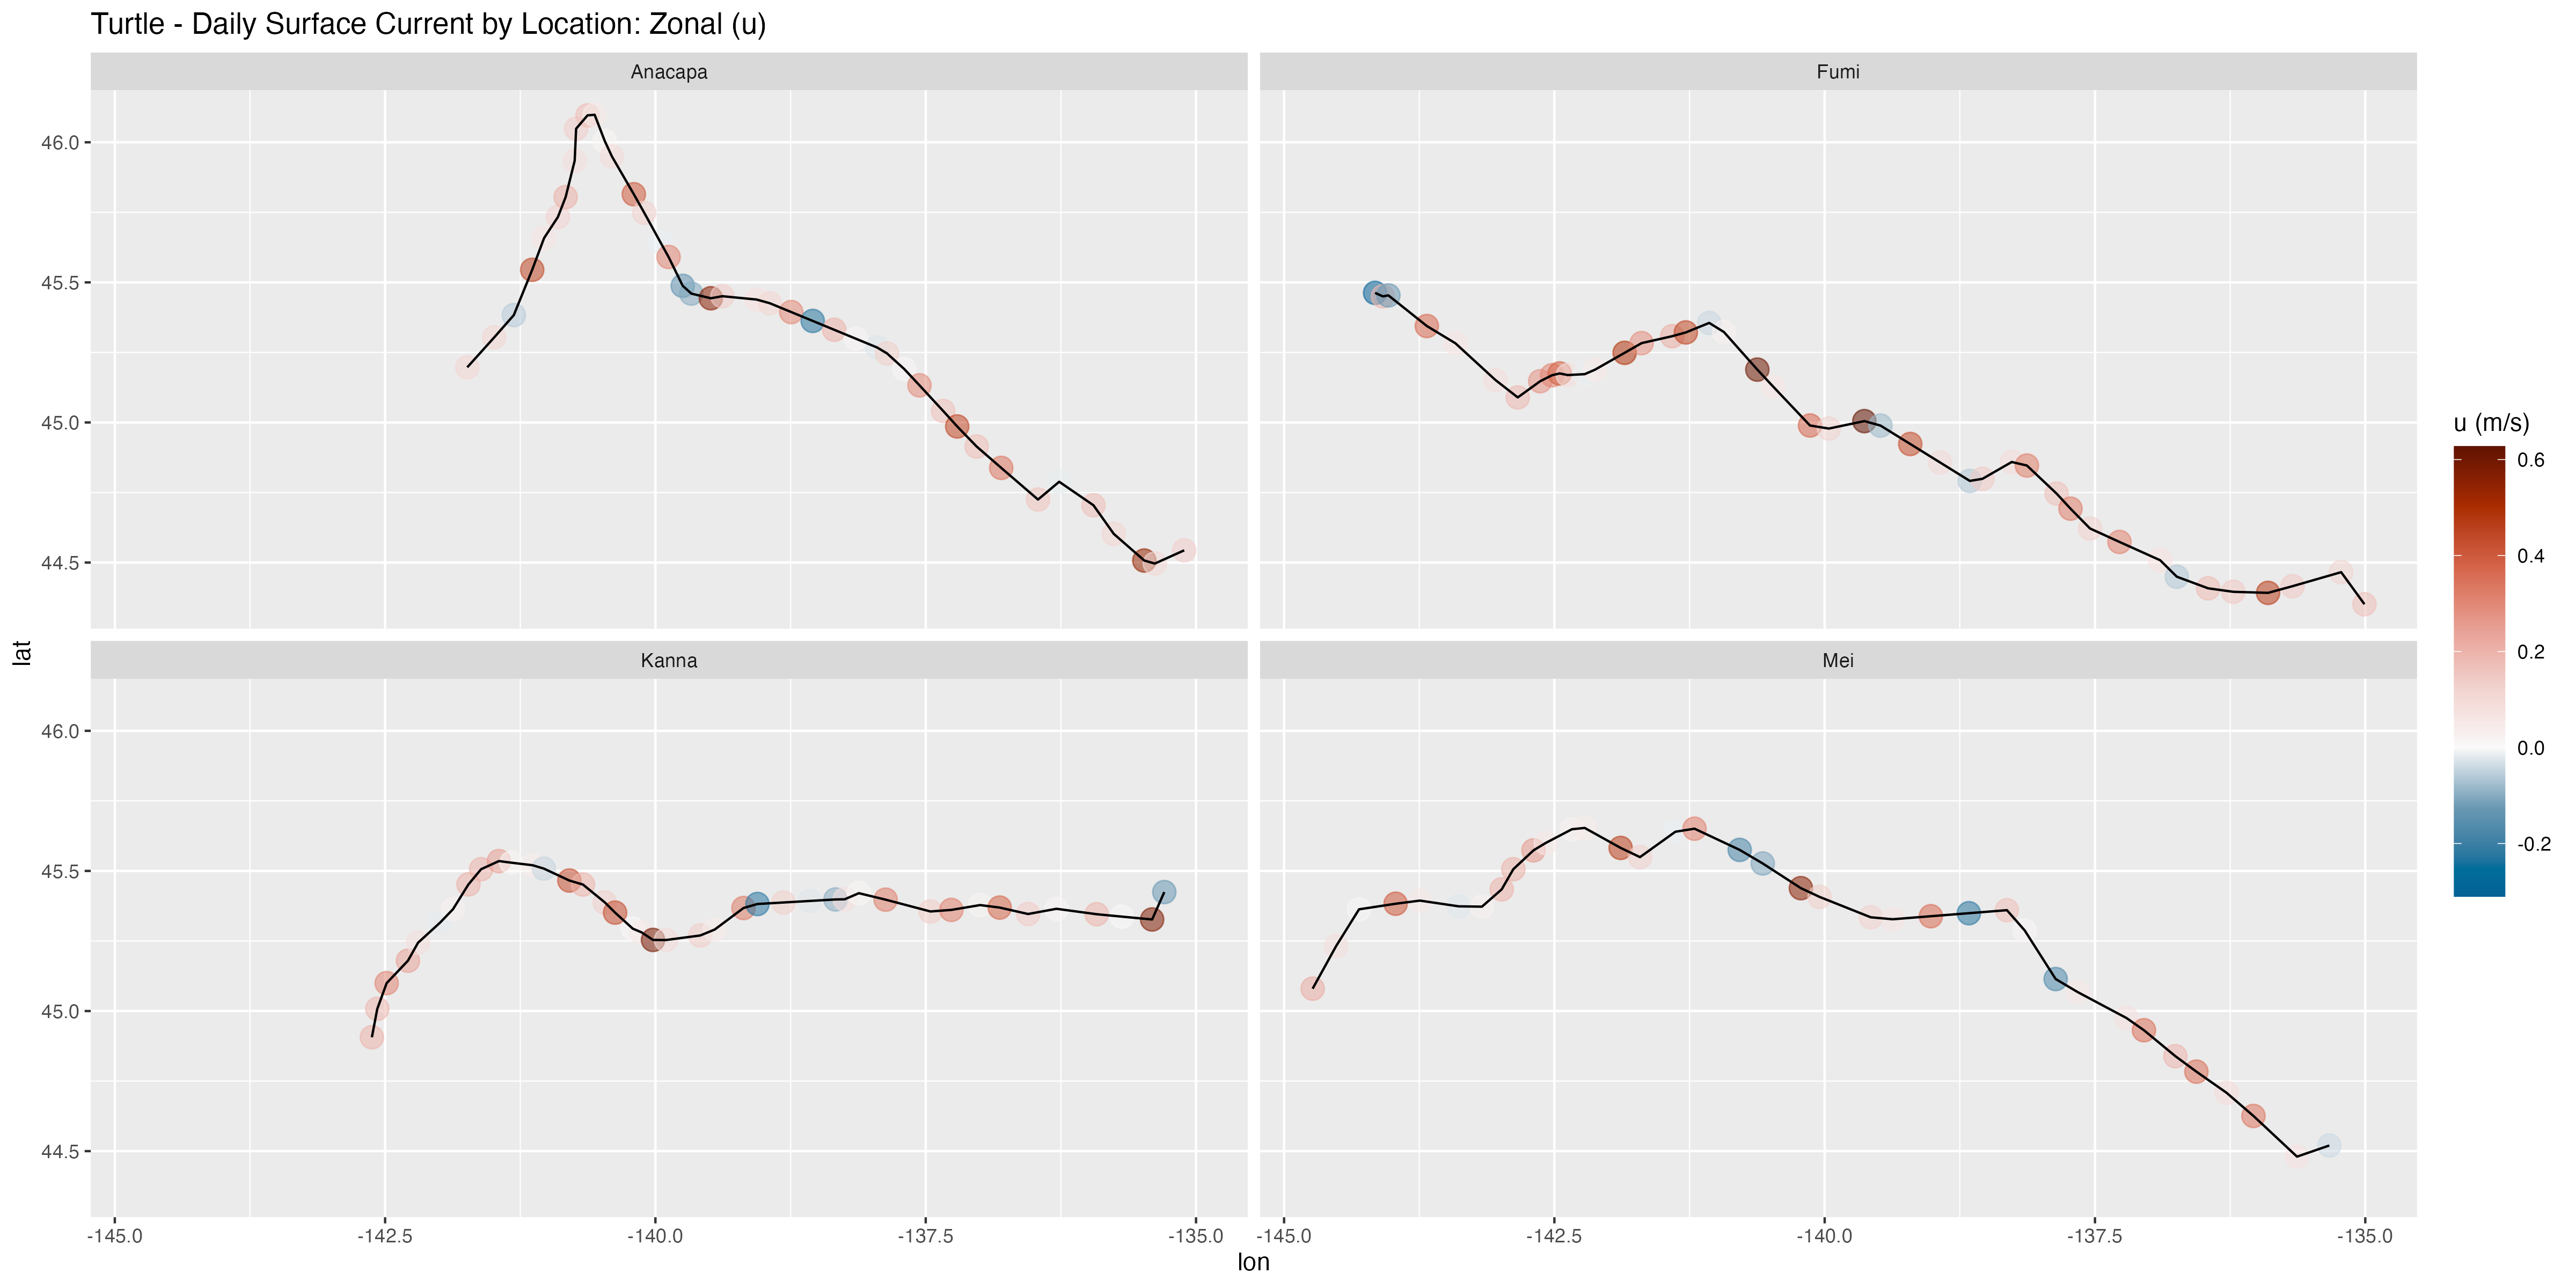 Turtle - Daily Surface Current by Location: Zonal (u)
Anacapa
Fumi
46.0
45.5
45.0
44.5
Kanna
Mei
46.0
45.5
45.0
44.5
lat
-145.0
-142.5
-140.0
-137.5
-135.0
-145.0
-142.5
-140.0
-137.5
-135.0
lon
u (m/s)
0.6
0.4
0.2
0.0
-0.2